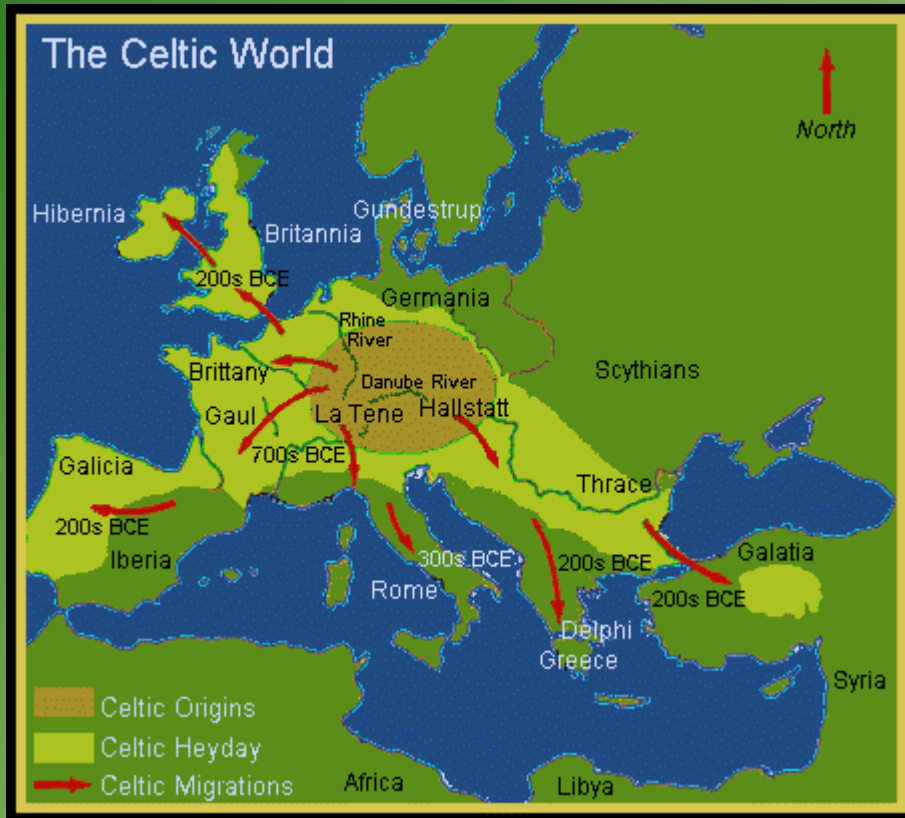 The Celtic World
North
Hibernia
Gundestrup
Britannia
200s BCE
Germania
Rhine
River
Scythians
Brittany
Danube River
Gaul
La Tene
Hallstatt
700s BCE
Galicia
Thrace
200s BCE
Iberia
300s BCE
200s BCE
Galatia
Rome
200s BCE
Delphi
Greece
Syria
Celtic Origins
Celtic Heyday
Celtic Migrations
Africa
Libya